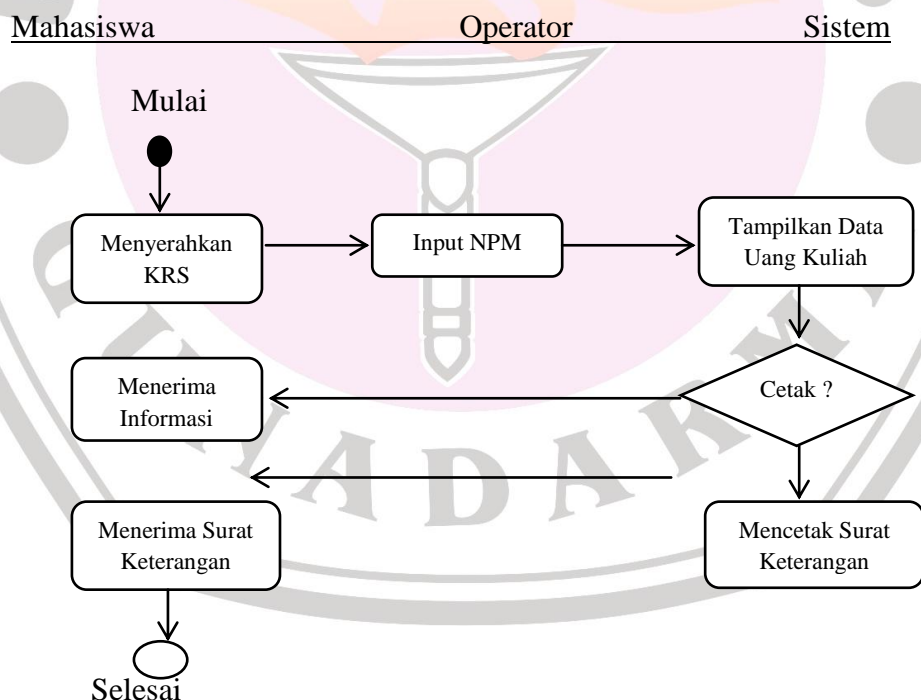 Mahasiswa Operator Sistem
Mulai
Menyerahkan
KRS
Input NPM
Tampilkan Data
Uang Kuliah
Menerima
Informasi
Cetak ?
Menerima Surat
Keterangan
Mencetak Surat
Keterangan
Selesai